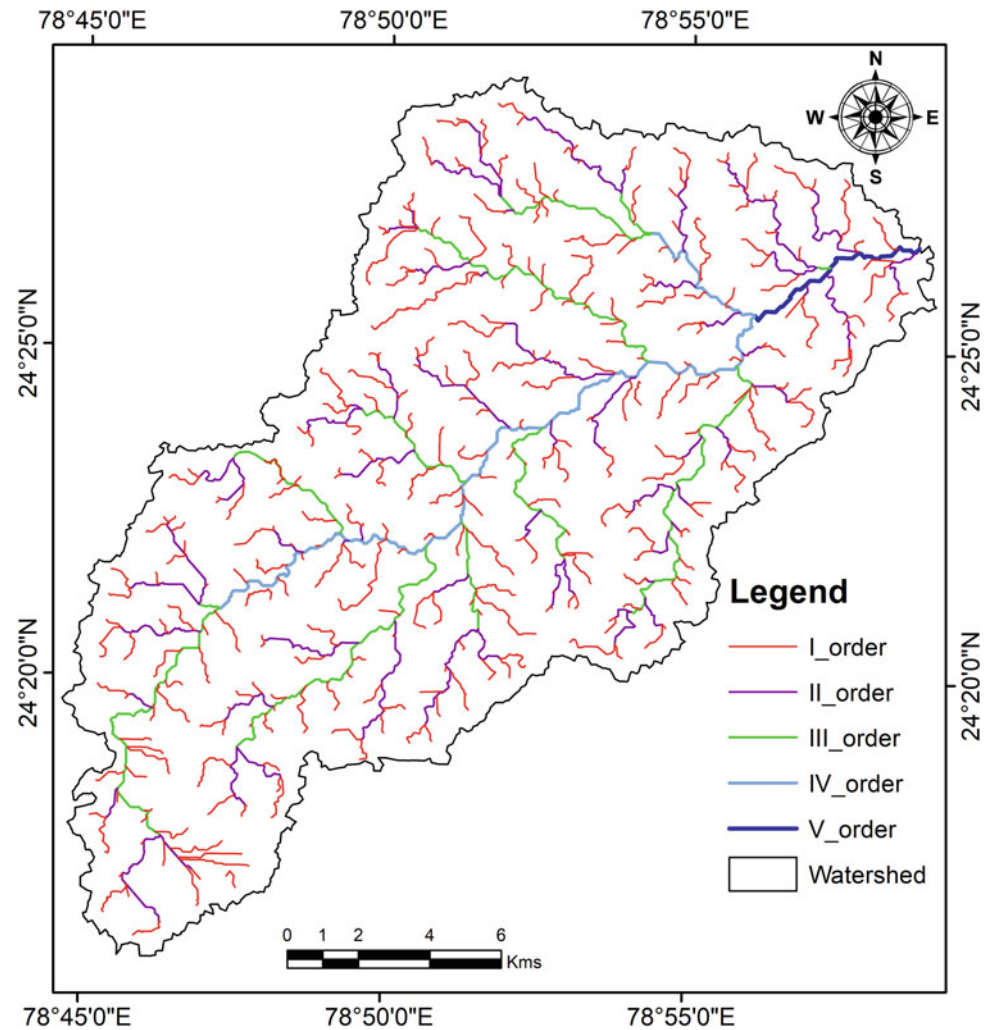 78°45'0"E 78°50'0"E 78°55'0"E
N
W E
S
24°25'0"N
24°25'0"N
24°20'0"N
24°20'0"N
Legend
I_order
II_order
III_order
IV_order
V_order
Watershed
0 1 2 4 6
Kms
78°45'0"E 78°50'0"E 78°55'0"E